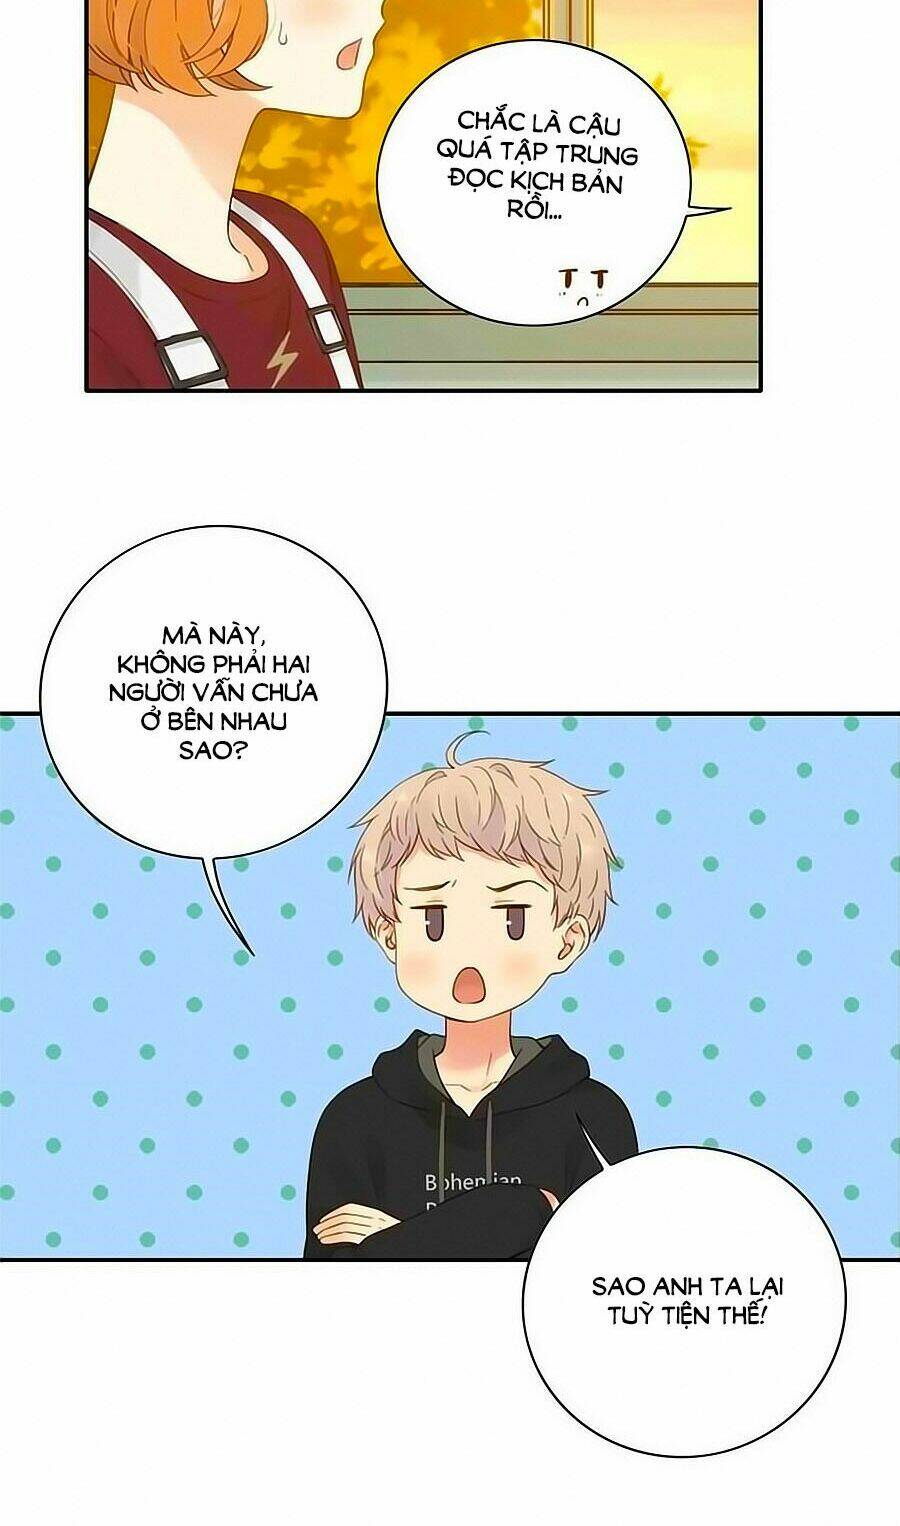 CHẮC LÀ CẬU
QUÁ TẬP TRUNG
ĐỌC KỊCH BẢN
RỒI...
MÀ NÀY,
KHÔNG PHẢI HAI
NGƯỜI VẪN CHƯA
Ở BÊN NHAU
SAO?
Bohemian
SAO ANH TA LẠI
TUỲ TIỆN THẾ!